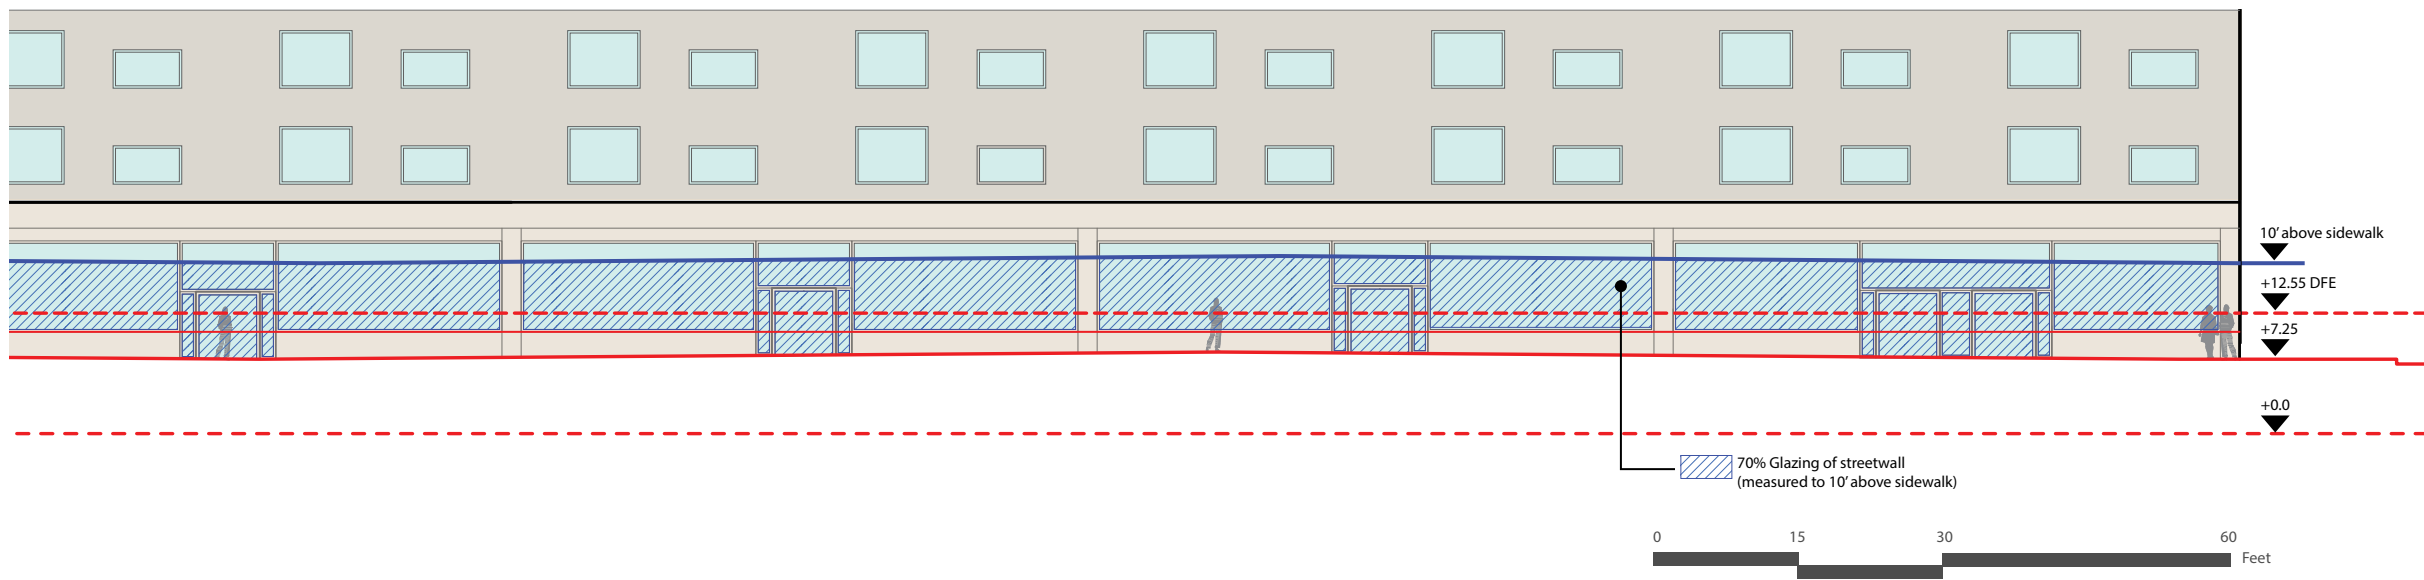 10' above sidewalk
+12.55 DFE
+7.25
+0.0
70% Glazing of streetwall
(measured to 10' above sidewalk)
0 15 30 60
Feet